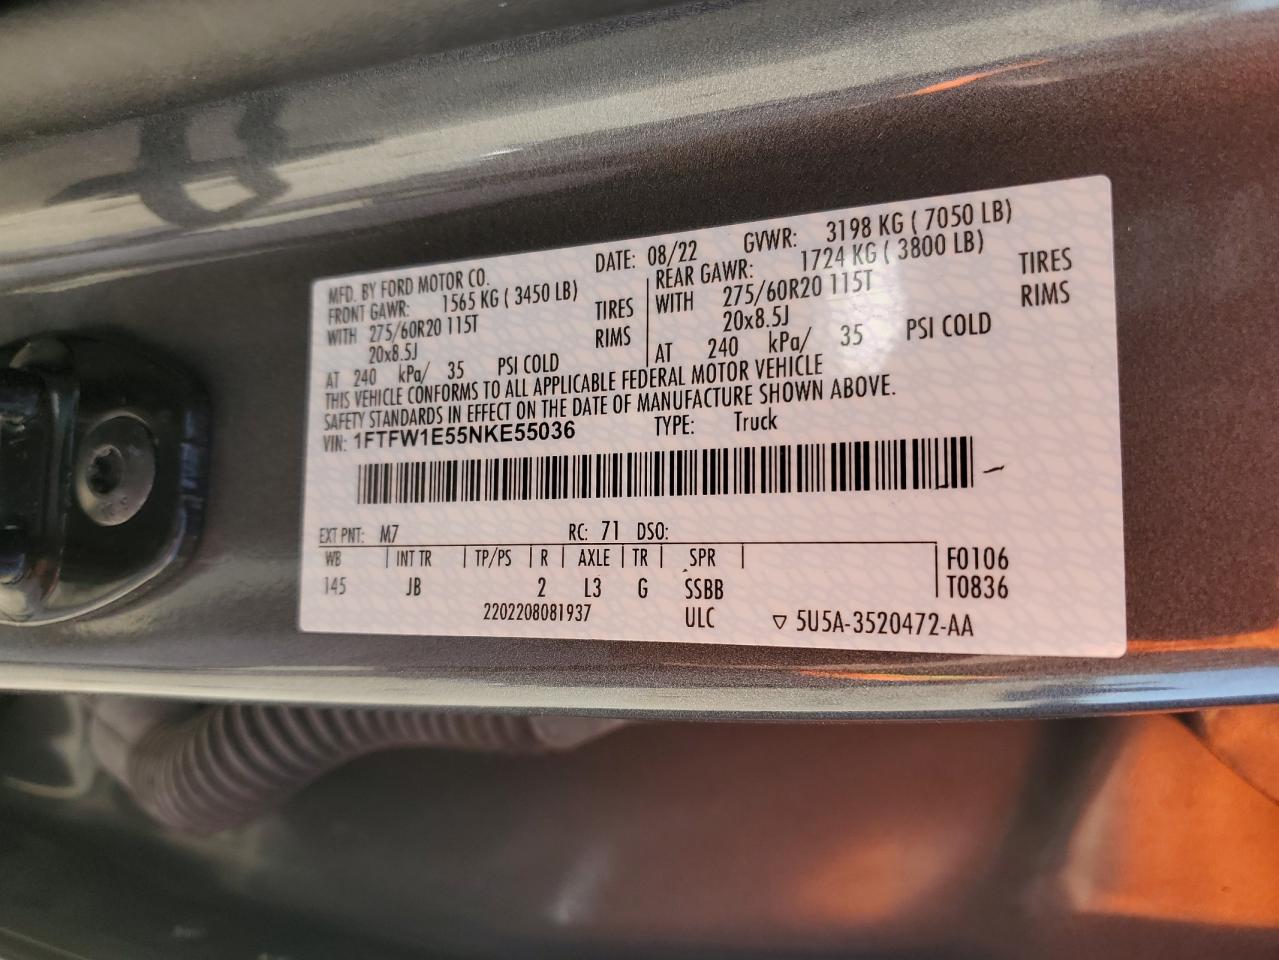 MFD. BY FORD MOTOR CO. DATE: 08/22 GVWR: 3198 KG ( 7050 LB)
FRONT GAWR: 1565 KG ( 3450 LB) REAR GAWR: 1724 KG ( 3800 LB)
WITH 275/60R20 115T TIRES WITH 275/60R20 115T TIRES
20x8.5J RIMS 20x8.5J RIMS
AT 240 kPa/ 35 PSI COLD AT 240 kPa/ 35 PSI COLD
THIS VEHICLE CONFORMS TO ALL APPLICABLE FEDERAL MOTOR VEHICLE
SAFETY STANDARDS IN EFFECT ON THE DATE OF MANUFACTURE SHOWN ABOVE.
VIN: 1FTFW1E55NKE55036 TYPE: Truck
EXT PNT: M7 RC: 71 DSO:
WB INT TR TP/PS R AXLE TR SPR F0106
145 JB 2 L3 G SSBB T0836
2202208081937 ULC ▽ 5U5A-3520472-AA